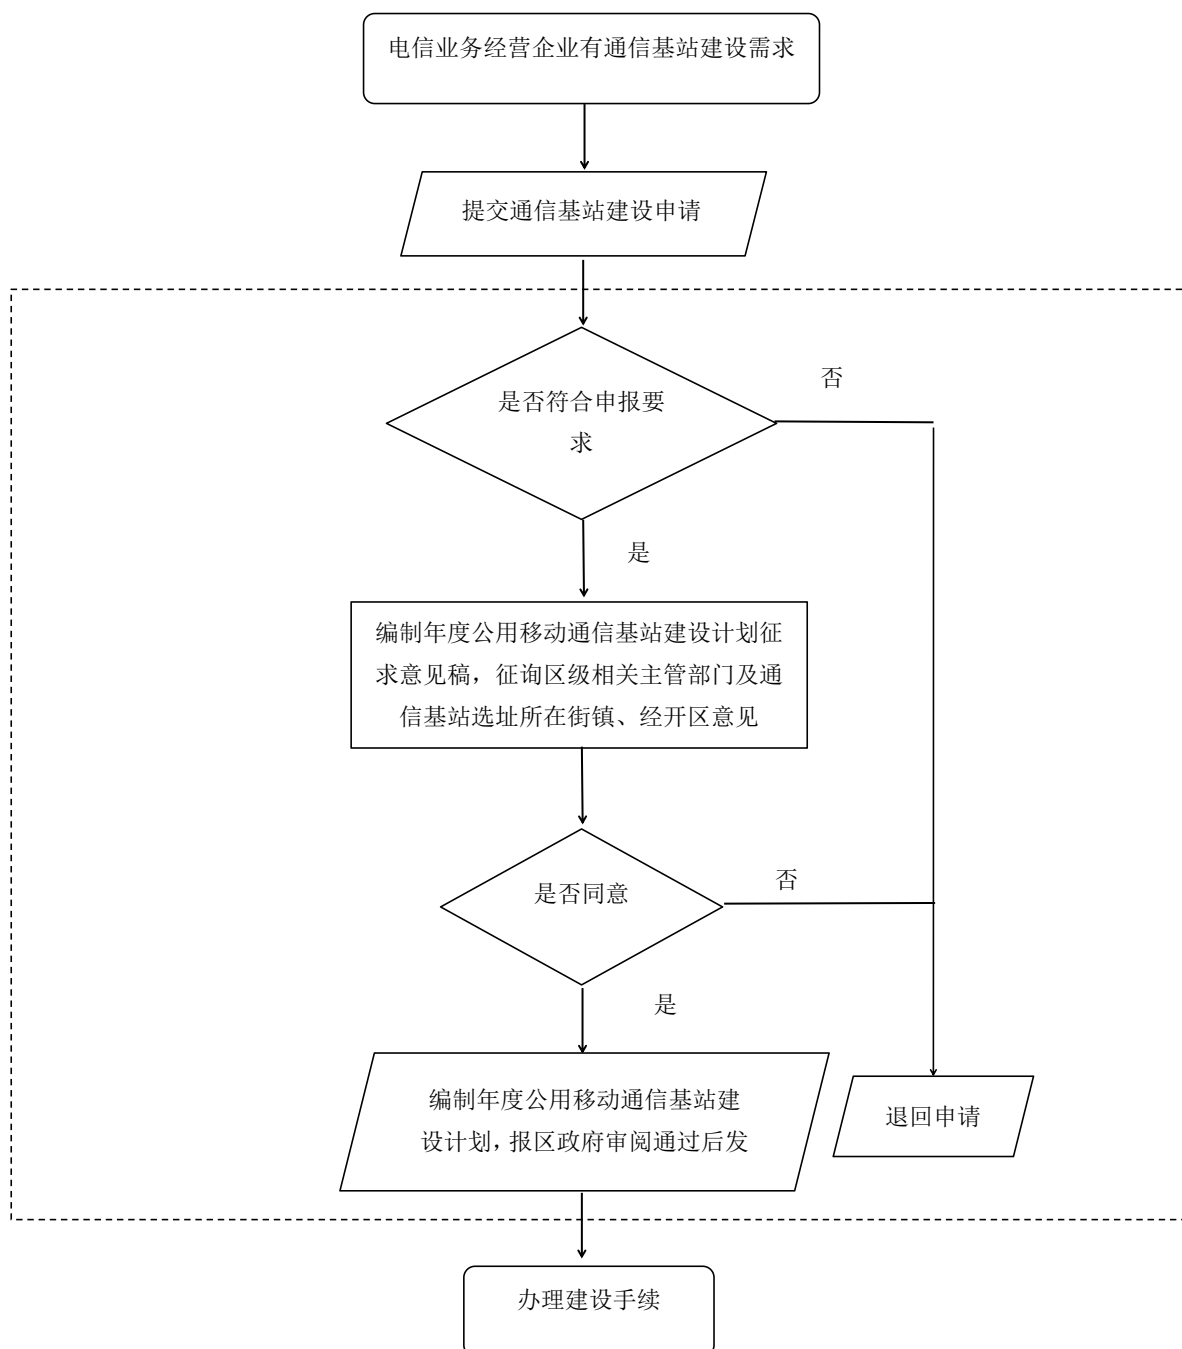 电信业务经营企业有通信基站建设需求
提交通信基站建设申请
是否符合申报要
求
否
是
编制年度公用移动通信基站建设计划征
求意见稿，征询区级相关主管部门及通
信基站选址所在街镇、经开区意见
是否同意
否
是
编制年度公用移动通信基站建
设计划，报区政府审阅通过后发
退回申请
办理建设手续